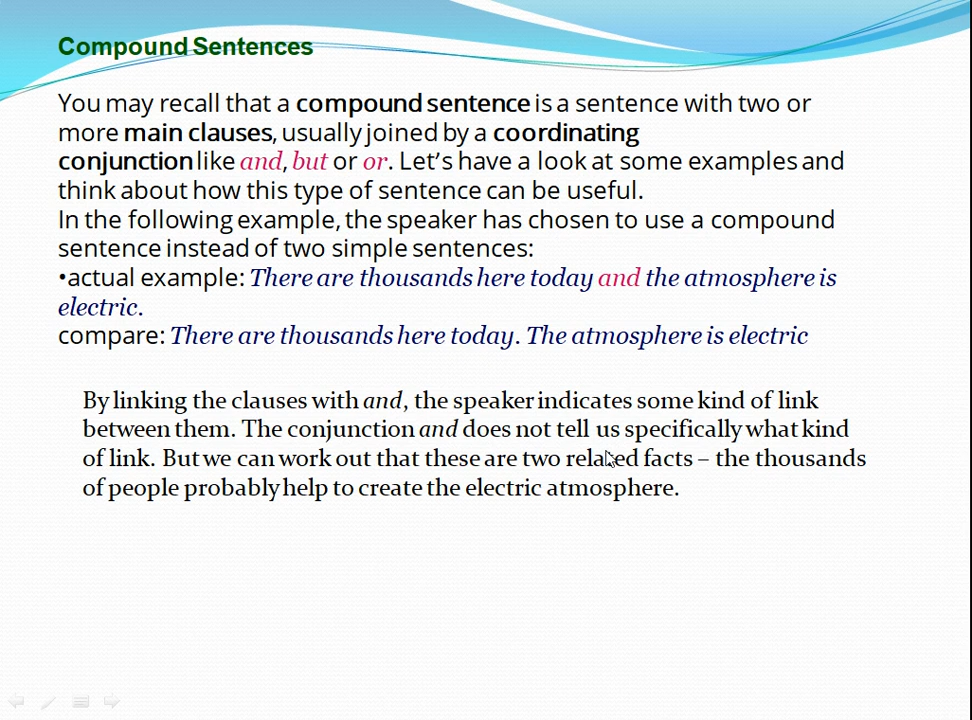 Compound Sentences
You may recall that a compound sentence is a sentence with two or
more main clauses, usually joined by a coordinating
conjunction like and, but or or. Let’s have a look at some examples and
think about how this type of sentence can be useful.
In the following example, the speaker has chosen to use a compound
sentence instead of two simple sentences:
•actual example: There are thousands here today and the atmosphere is
electric.
compare: There are thousands here today. The atmosphere is electric
By linking the clauses with and, the speaker indicates some kind of link
between them. The conjunction and does not tell us specifically what kind
of link. But we can work out that these are two related facts – the thousands
of people probably help to create the electric atmosphere.